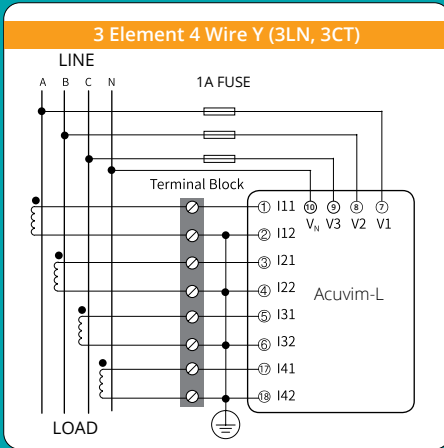 3 Element 4 Wire Y (3LN, 3CT)
LINE
A B C N
1A FUSE
Terminal Block
1 I11
10 9 8 7
VN V3 V2 V1
2 I12
3 I21
4 I22
Acuvim-L
5 I31
6 I32
17 I41
18 I42
LOAD